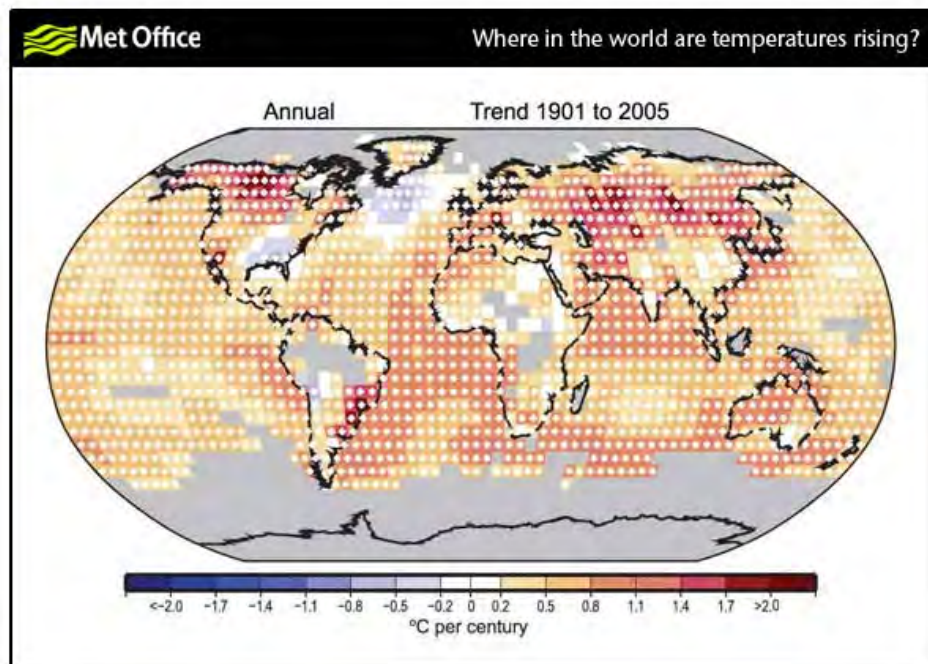 Met Office
Where in the world are temperatures rising?
Annual
Trend 1901 to 2005
<-2.0 -1.7 -1.4 -1.1 -0.8 -0.5 -0.2 0 0.2 0.5 0.8 1.1 1.4 1.7 >2.0
ºC per century